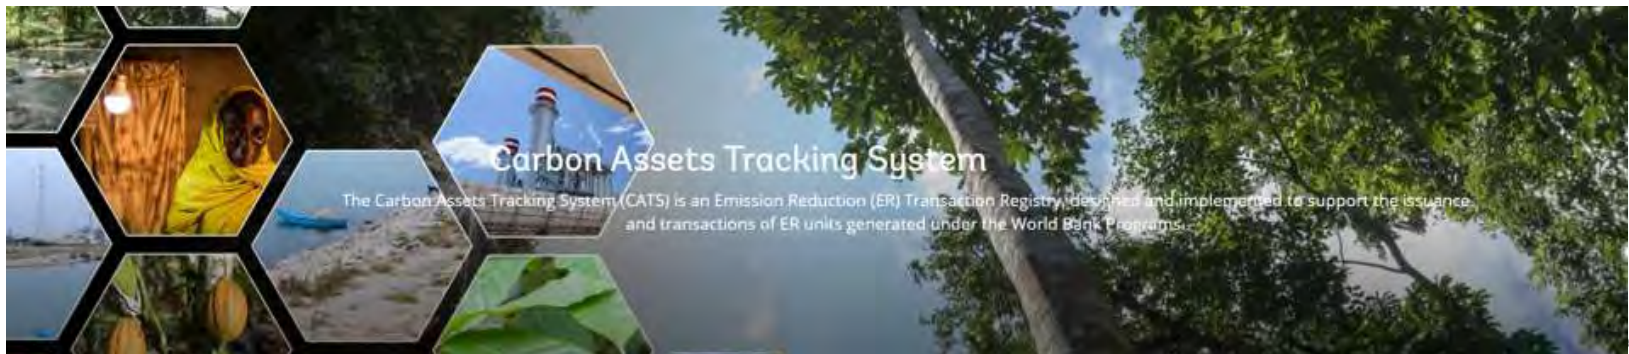 Carbon Assets Tracking System
The Carbon Assets Tracking System (CATS) is an Emission Reduction (ER) Transaction Registry, designed and implemented to support the issuance
and transactions of ER units generated under the World Bank Programs.